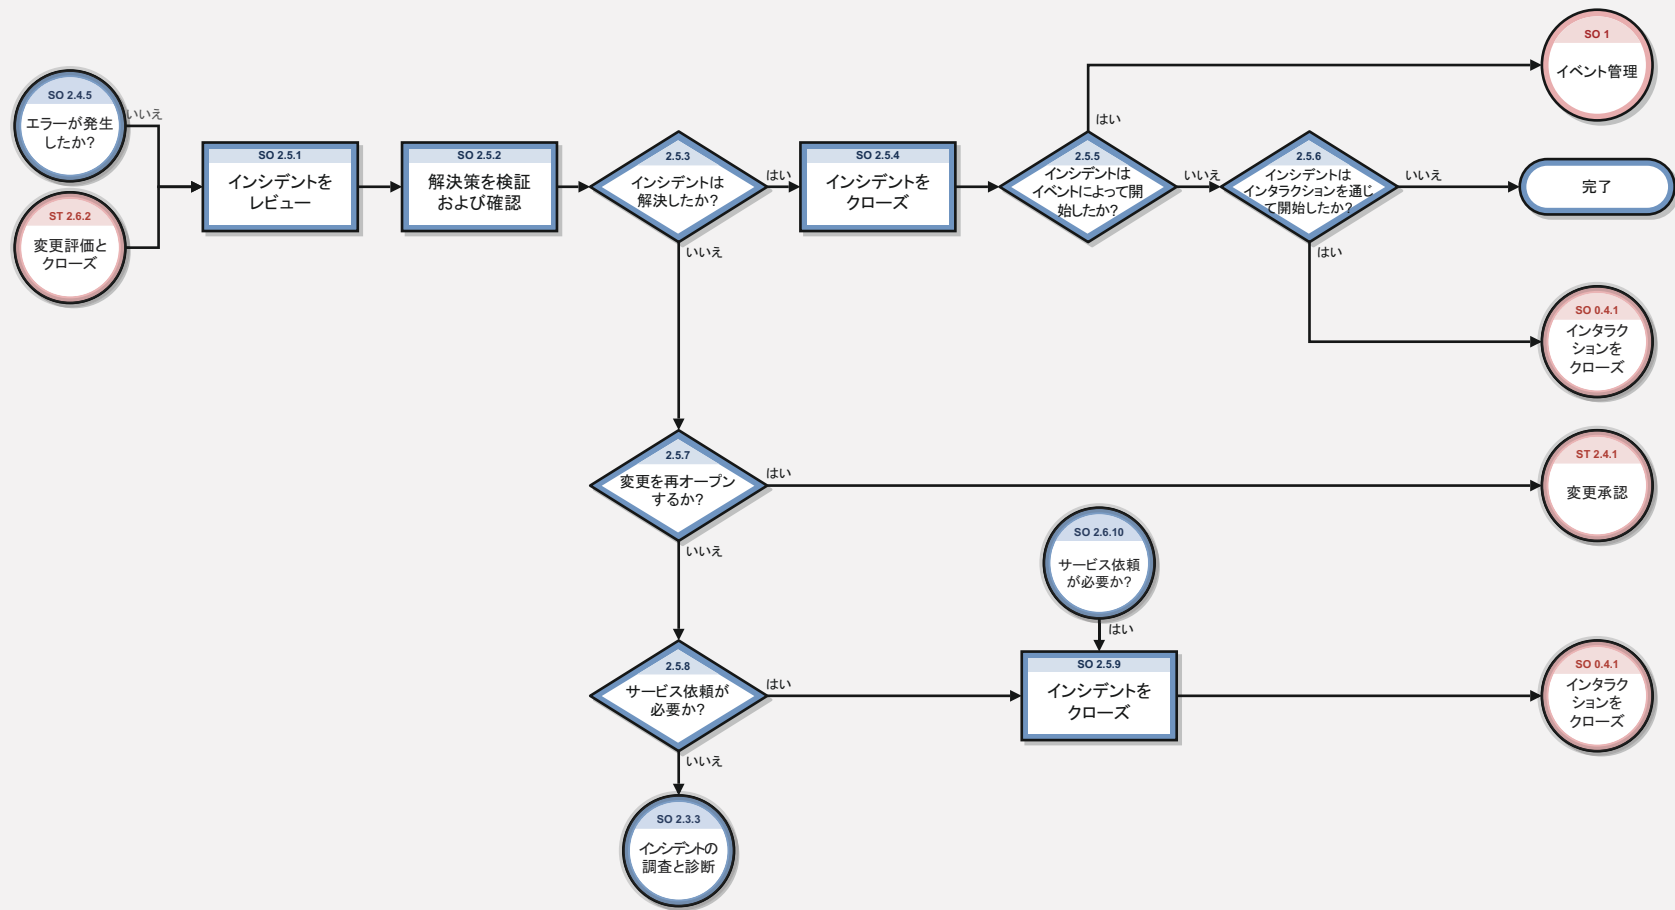 SO 1
イベント管理
SO 2.4.5
エラーが発生
したか?
いいえ
ST 2.6.2
変更評価と
クローズ
SO 2.5.1
インシデントを
レビュー
SO 2.5.2
解決策を検証
および確認
2.5.3
インシデントは
解決したか?
はい
いいえ
SO 2.5.4
インシデントを
クローズ
はい
2.5.5
インシデントは
イベントによって開
始したか?
いいえ
2.5.6
インシデントは
インタラクションを通じ
て開始したか?
いいえ
はい
完了
SO 0.4.1
インタラク
ションを
クローズ
2.5.7
変更を再オープン
するか?
はい
いいえ
ST 2.4.1
変更承認
SO 2.6.10
サービス依頼
が必要か?
はい
2.5.8
サービス依頼が
必要か?
はい
いいえ
SO 2.5.9
インシデントを
クローズ
SO 0.4.1
インタラク
ションを
クローズ
SO 2.3.3
インシデントの
調査と診断